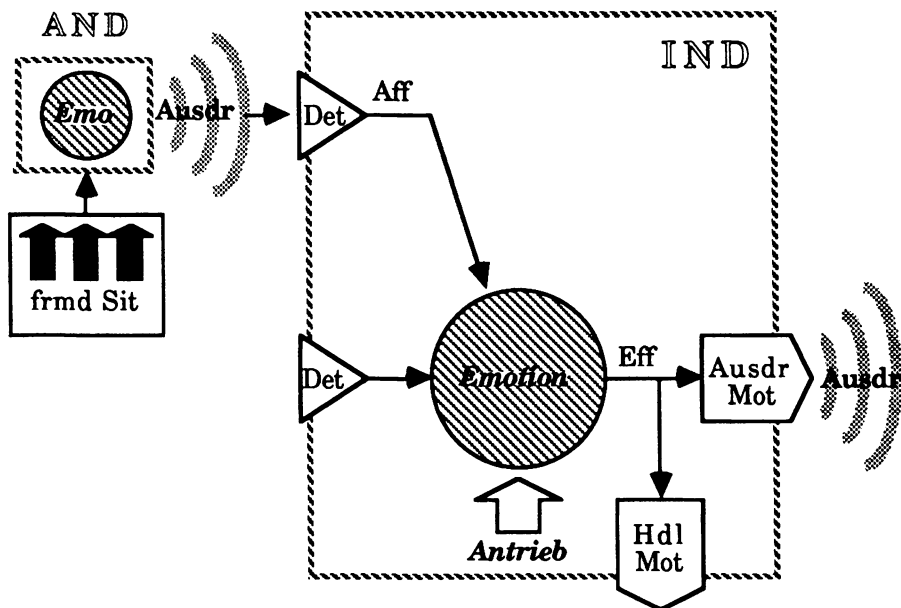 AND
IND
Emo
Ausdr
Det
Aff
frmd Sit
Det
Emotion
Eff
Ausdr
Mot
Ausdr
Antrieb
Hdl
Mot